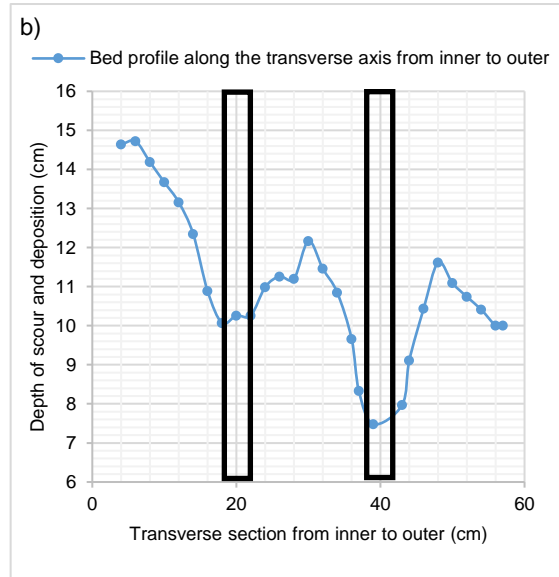 b)
Bed profile along the transverse axis from inner to outer
16
15
14
13
12
11
10
9
8
7
6
Depth of scour and deposition (cm)
0 20 40 60
Transverse section from inner to outer (cm)